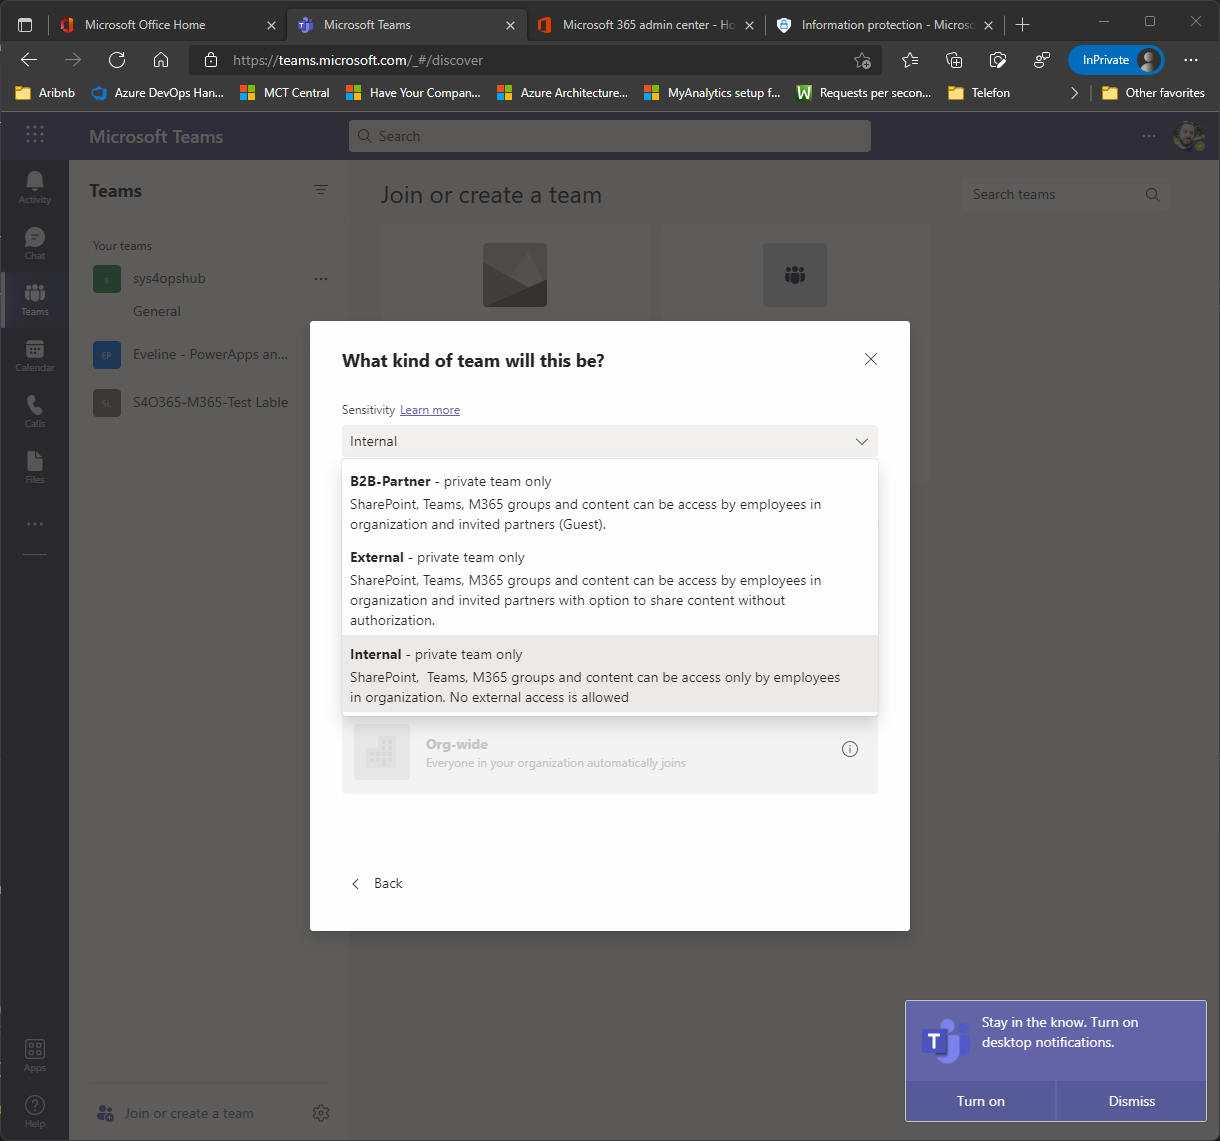 Microsoft Office Home
Microsoft Teams
Microsoft 365 admin center - Ho
Information protection - Microsc
https://teams.microsoft.com/_#/discover
InPrivate
Aribnb
Azure DevOps Han...
MCT Central
Have Your Compan...
Azure Architecture...
MyAnalytics setup f...
Requests per secon...
Telefon
Other favorites
Microsoft Teams
Search
Activity
Chat
Teams
Calendar
Calls
Files
Apps
Help
Teams
Your teams
s
sys4opshub
General
EP
Eveline - PowerApps an...
SL
S4O365-M365-Test Lable
Join or create a team
Join or create a team
Search teams
What kind of team will this be?
Sensitivity Learn more
Internal
B2B-Partner - private team only
SharePoint, Teams, M365 groups and content can be access by employees in
organization and invited partners (Guest).
External - private team only
SharePoint, Teams, M365 groups and content can be access by employees in
organization and invited partners with option to share content without
authorization.
Internal - private team only
SharePoint,  Teams, M365 groups and content can be access only by employees
in organization. No external access is allowed
Org-wide
Everyone in your organization automatically joins
Back
T
Stay in the know. Turn on
desktop notifications.
Turn on
Dismiss